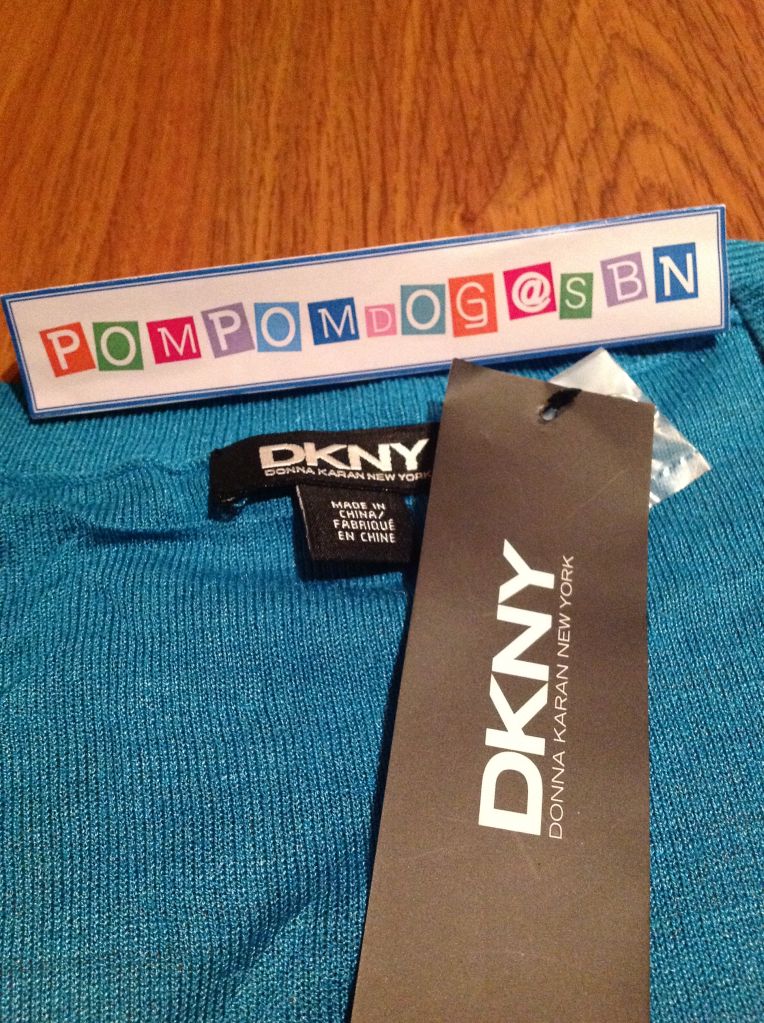 POMPOMDOG@SBN
DKNY
DONNA KARAN NEW YORK
MADE IN
CHINA/
FABRIQUÉ
EN CHINE
DKNY
DONNA KARAN NEW YORK